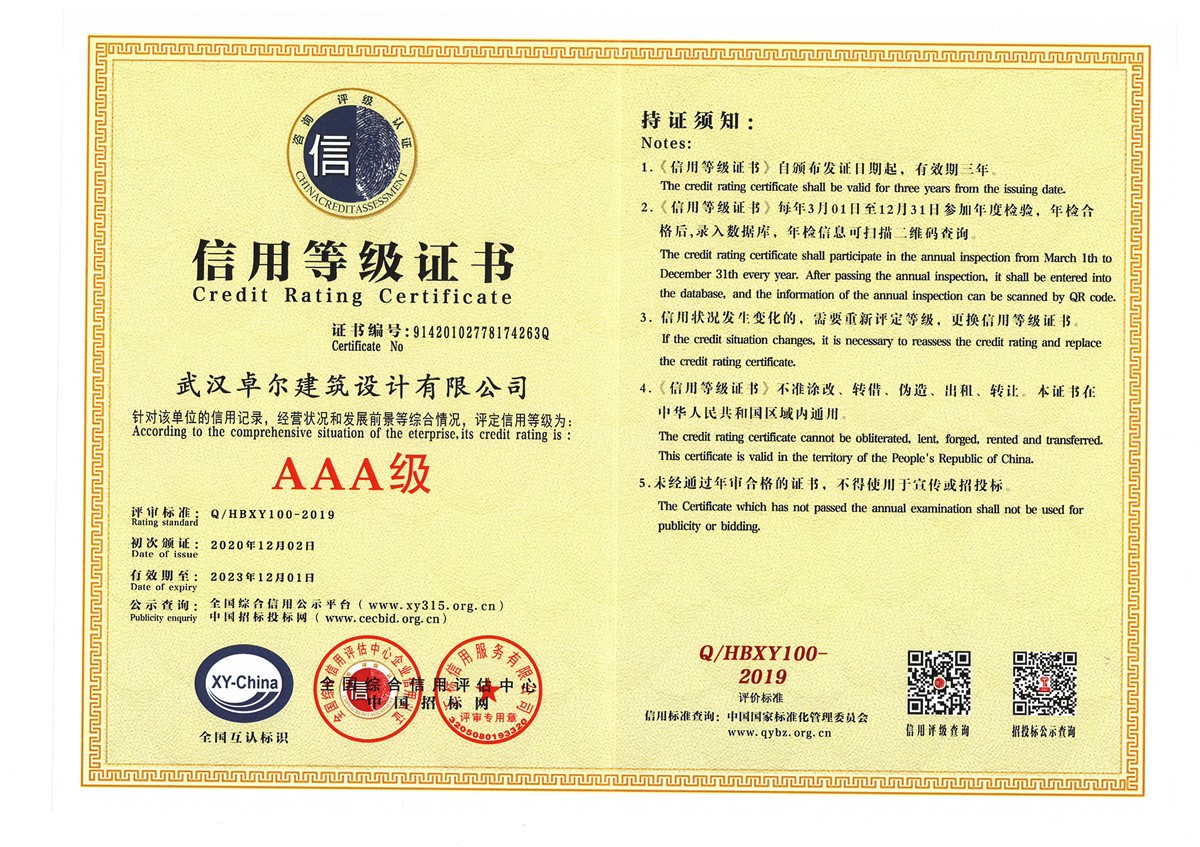 咨询 评级 认证
信
CHINACREDITASSESSMENT
信用等级证书
Credit Rating Certificate
证书编号:91420102778174263Q
Certificate No
武汉卓尔建筑设计有限公司
针对该单位的信用记录，经营状况和发展前景等综合情况，评定信用等级为:
According to the comprehensive situation of the eterprise,its credit rating is :
AAA级
评审标准: Q/HBXY100-2019
Rating standard
初次颁证: 2020年12月02日
Date of issue
有效期至: 2023年12月01日
Date of expiry
公示查询: 全国综合信用公示平台（www.xy315.org.cn）
Publicity enquriy 中国招标投标网（www.cecbid.org.cn）
XY-China
全国互认标识
全国综合信用评估中心
中国招标网
信用服务有限公司
评审专用章
3205080193320
持证须知:
Notes:
1.《信用等级证书》自颁布发证日期起，有效期三年。
The credit rating certificate shall be valid for three years from the issuing date.
2.《信用等级证书》每年3月01日至12月31日参加年度检验，年检合
格后,录入数据库，年检信息可扫描二维码查询。
The credit rating certificate shall participate in the annual inspection from March 1th to
December 31th every year. After passing the annual inspection, it shall be entered into
the database, and the information of the annual inspection can be scanned by QR code.
3. 信用状况发生变化的，需要重新评定等级，更换信用等级证书。
If the credit situation changes, it is necessary to reassess the credit rating and replace
the credit rating certificate.
4.《信用等级证书》不准涂改、转借、伪造、出租、转让。本证书在
中华人民共和国区域内通用。
The credit rating certificate cannot be obliterated, lent, forged, rented and transferred.
This certificate is valid in the territory of the People's Republic of China.
5.未经通过年审合格的证书，不得使用于宣传或招投标。
The Certificate which has not passed the annual examination shall not be used for
publicity or bidding.
Q/HBXY100-
2019
评价标准
信用标准查询：中国国家标准化管理委员会
www.qybz.org.cn
信用评级查询
招投标公示查询